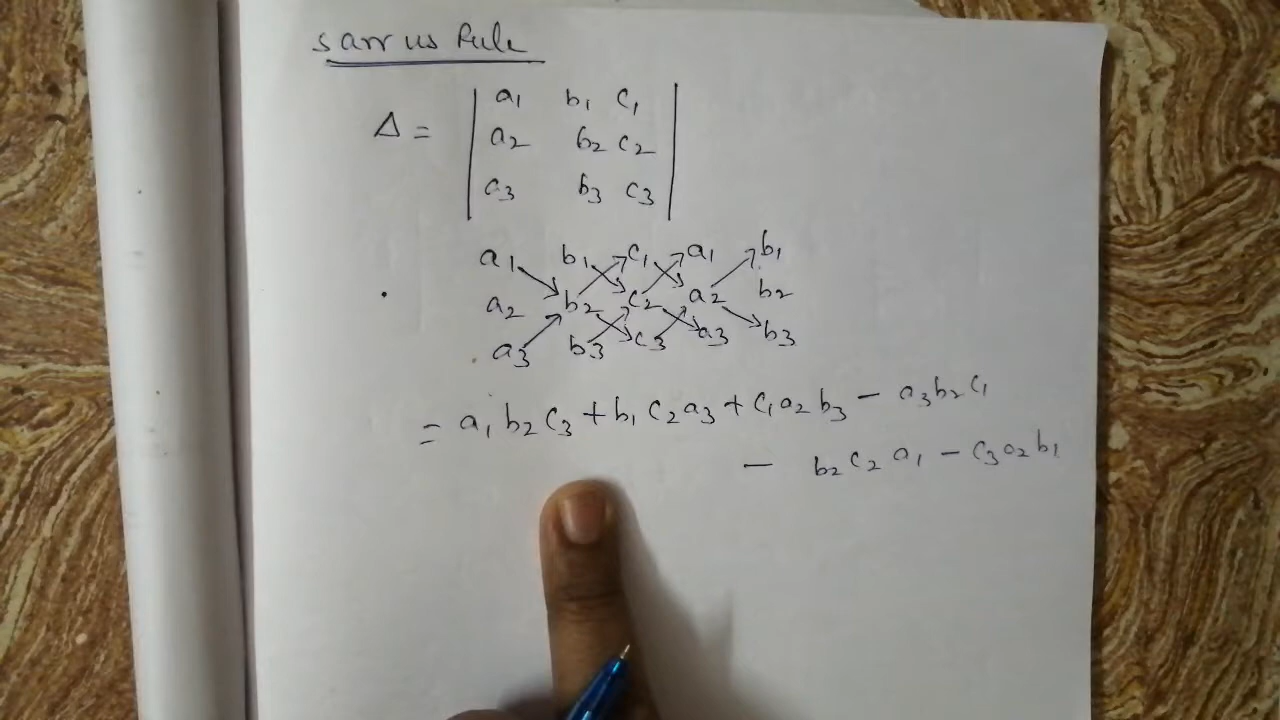 sarrus Rule
Δ = | a₁ b₁ c₁ |
| a₂ b₂ c₂ |
| a₃ b₃ c₃ |
a₁ b₁ c₁ a₁ b₁
a₂ b₂ c₂ a₂ b₂
a₃ b₃ c₃ a₃ b₃
= a₁ b₂ c₃ + b₁ c₂ a₃ + c₁ a₂ b₃ − a₃ b₂ c₁
− b₂ c₂ a₁ − c₃ a₂ b₁